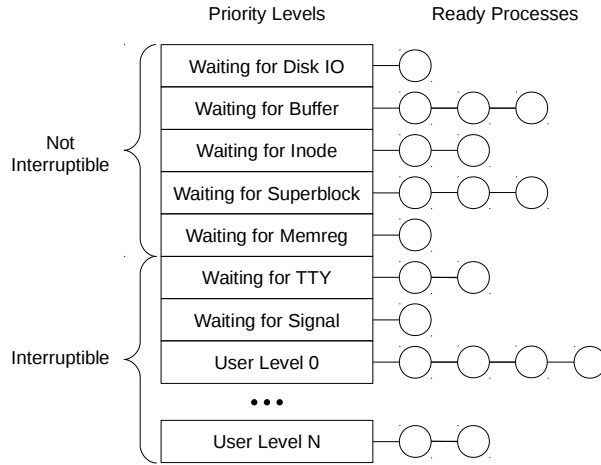 Priority Levels
Ready Processes
Waiting for Disk IO
Waiting for Buffer
Not
Interruptible
Waiting for Inode
Waiting for Superblock
Waiting for Memreg
Waiting for TTY
Waiting for Signal
Interruptible
User Level 0
•••
User Level N